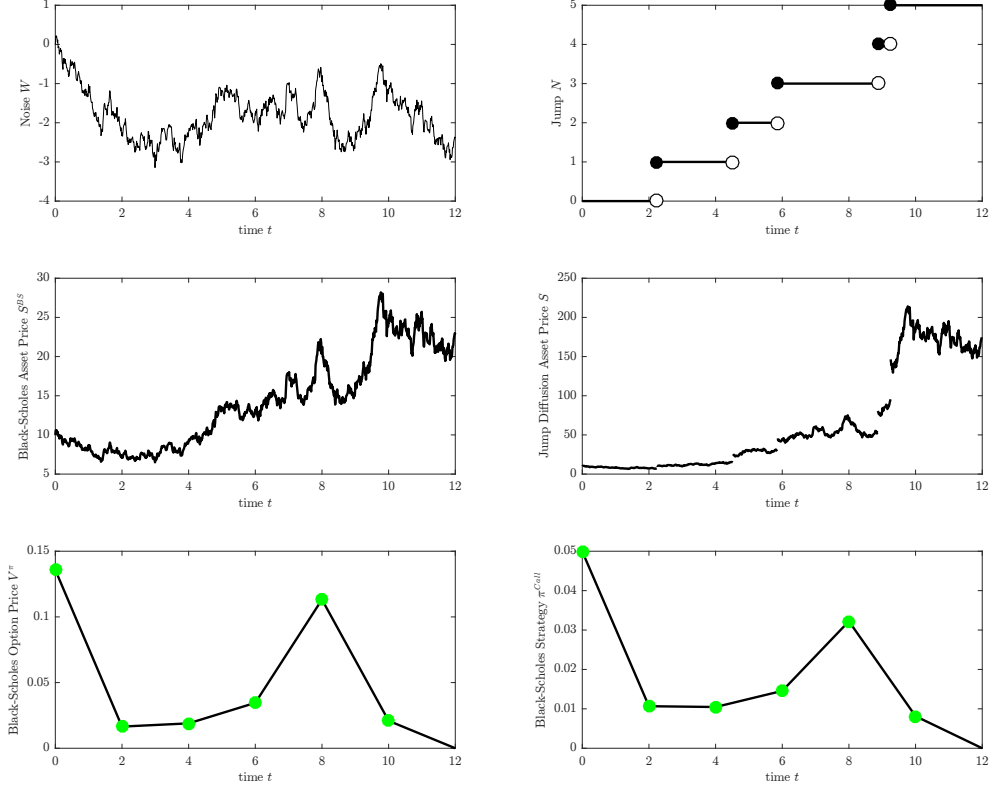 1
0
-1
-2
-3
-4
Noise W
0 2 4 6 8 10 12
time t
5
4
3
2
1
0
Jump N
0 2 4 6 8 10 12
time t
30
25
20
15
10
5
Black-Scholes Asset Price S^{BS}
0 2 4 6 8 10 12
time t
250
200
150
100
50
0
Jump Diffusion Asset Price S
0 2 4 6 8 10 12
time t
0.15
0.1
0.05
0
Black-Scholes Option Price V^π
0 2 4 6 8 10 12
time t
0.05
0.04
0.03
0.02
0.01
0
Black-Scholes Strategy π^{Call}
0 2 4 6 8 10 12
time t